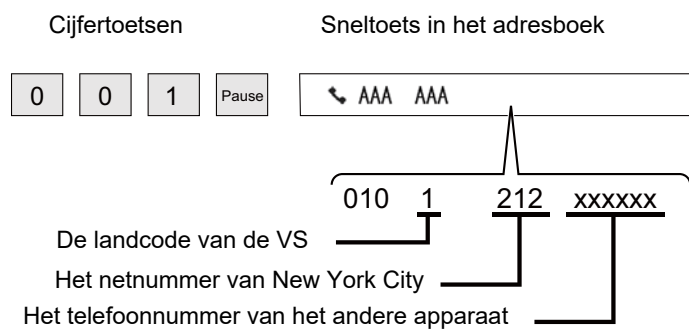 Cijfertoetsen Sneltoets in het adresboek
0 0 1 Pause AAA AAA
010 1 212 xxxxxx
De landcode van de VS
Het netnummer van New York City
Het telefoonnummer van het andere apparaat